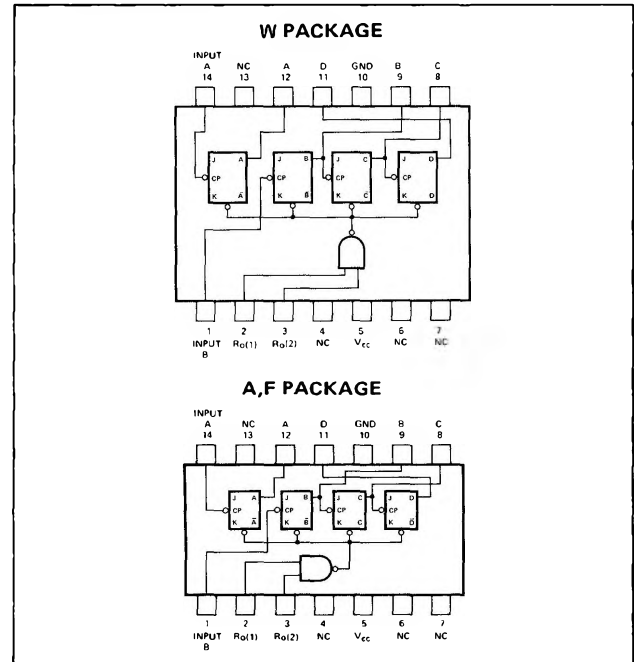 W PACKAGE
INPUT
A NC A D GND B C
14 13 12 11 10 9 8
J A J B J C J D
CP CP CP CP
K A̅ K B̅ K C̅ K D
1 2 3 4 5 6 7
INPUT R₀(1) R₀(2) NC Vcc NC NC
B
A,F PACKAGE
INPUT
A NC A D GND B C
14 13 12 11 10 9 8
J A J B J C J D
CP CP CP CP
K A̅ K B̅ K C K D̅
1 2 3 4 5 6 7
INPUT R₀(1) R₀(2) NC Vcc NC NC
B